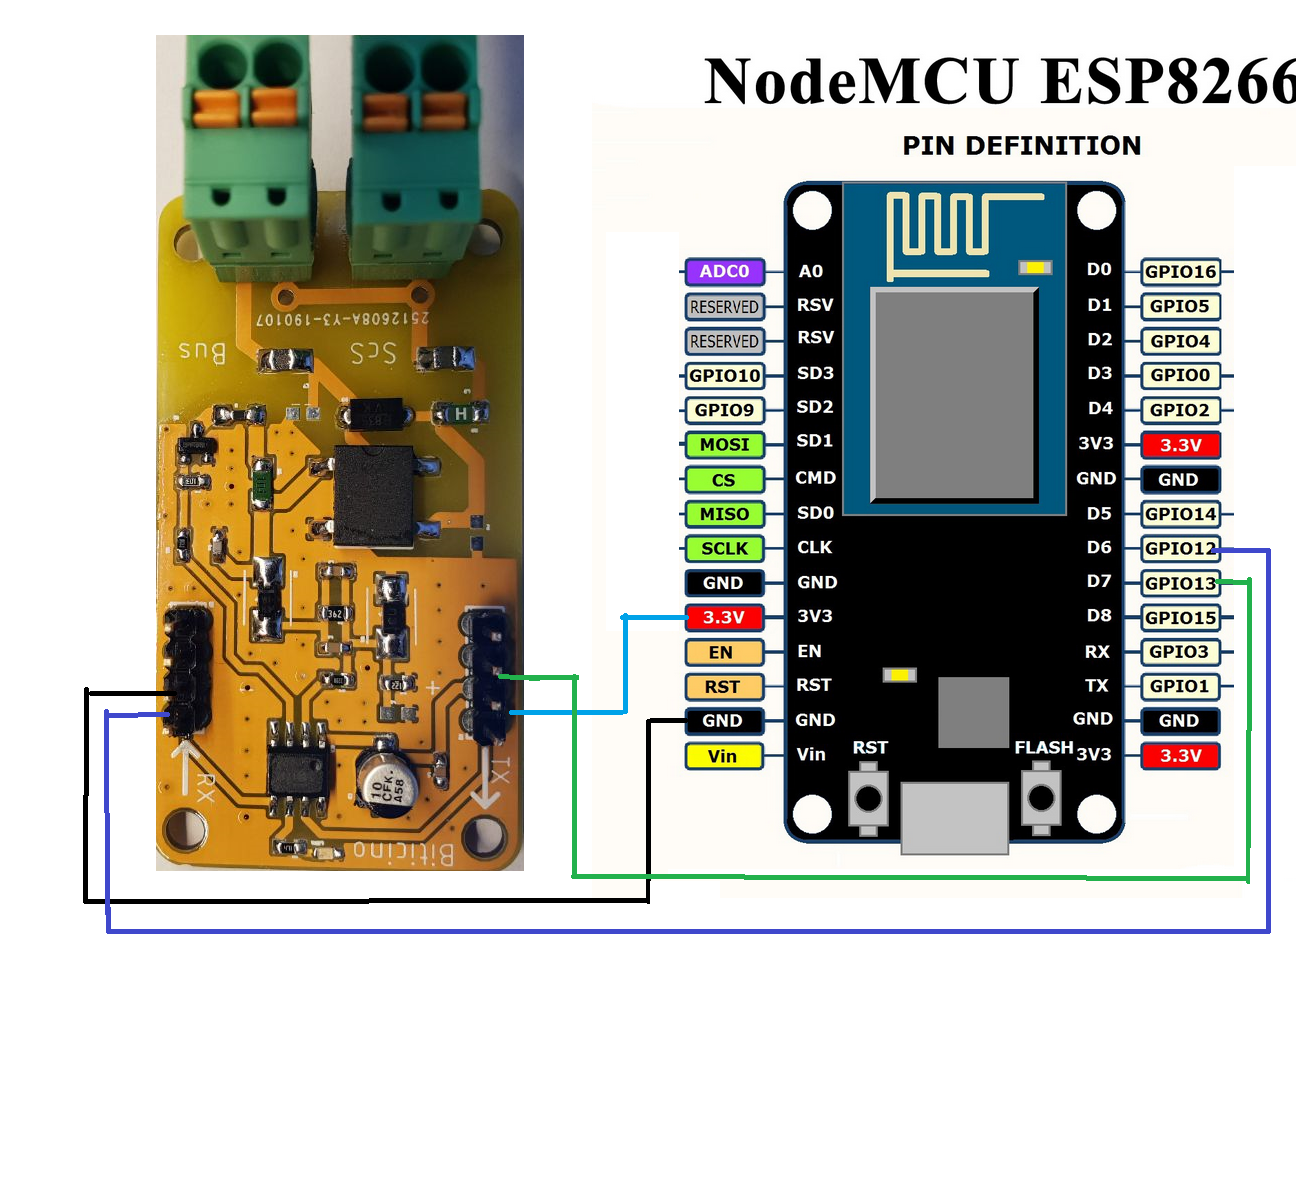 NodeMCU ESP8266
PIN DEFINITION
2512608A-Y3-190107
Bus
ScS
H
392
10
CFK.
A58
+
RX
TX
Biticino
ADC0 A0
RESERVED RSV
RESERVED RSV
GPIO10 SD3
GPIO9 SD2
MOSI SD1
CS CMD
MISO SD0
SCLK CLK
GND GND
3.3V 3V3
EN EN
RST RST
GND GND
Vin Vin
D0 GPIO16
D1 GPIO5
D2 GPIO4
D3 GPIO0
D4 GPIO2
3V3 3.3V
GND GND
D5 GPIO14
D6 GPIO12
D7 GPIO13
D8 GPIO15
RX GPIO3
TX GPIO1
GND GND
3V3 3.3V
RST
FLASH